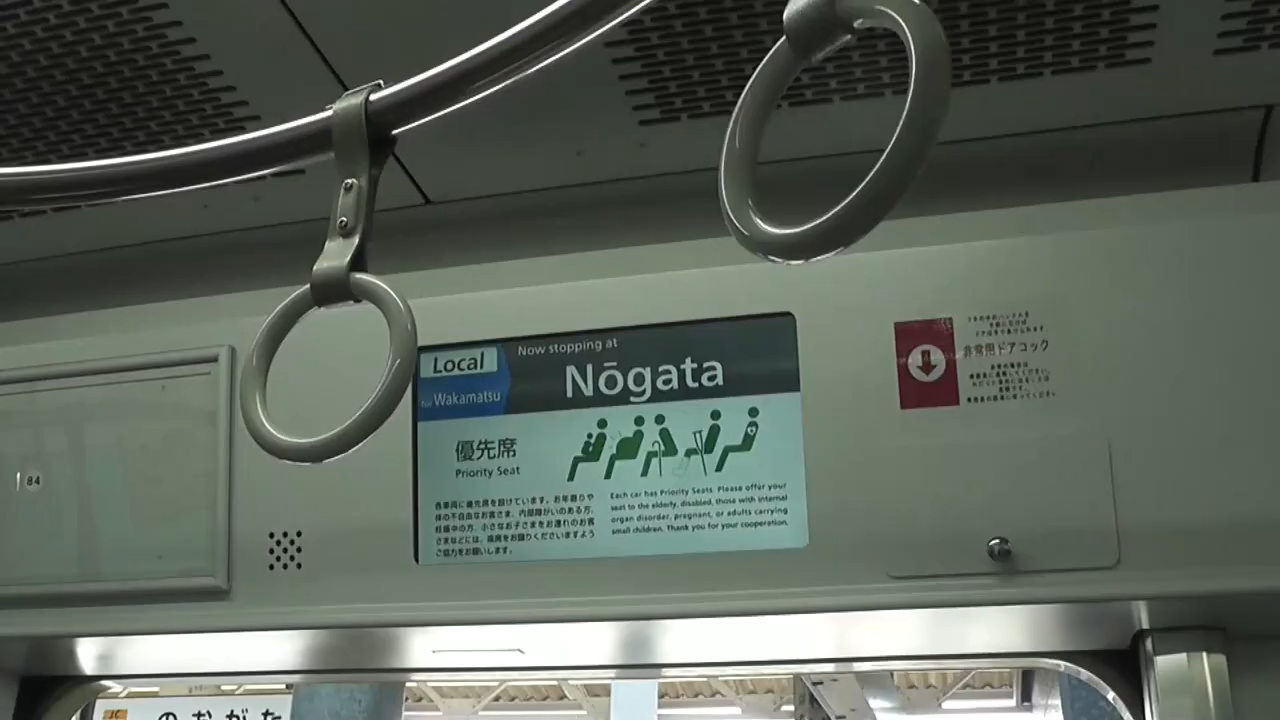 Local
for Wakamatsu
Now stopping at
Nōgata
優先席
Priority Seat
各車両に優先席を設けています。お年寄りや
体の不自由なお客さま、内部障がいのある方、
妊娠中の方、小さなお子さまをお連れのお客
さまなどには、座席をお譲りくださいますよう
ご協力をお願いします。
Each car has Priority Seats. Please offer your
seat to the elderly, disabled, those with internal
organ disorder, pregnant, or adults carrying
small children. Thank you for your cooperation.
非常用ドアコック
84
JC
のおがた